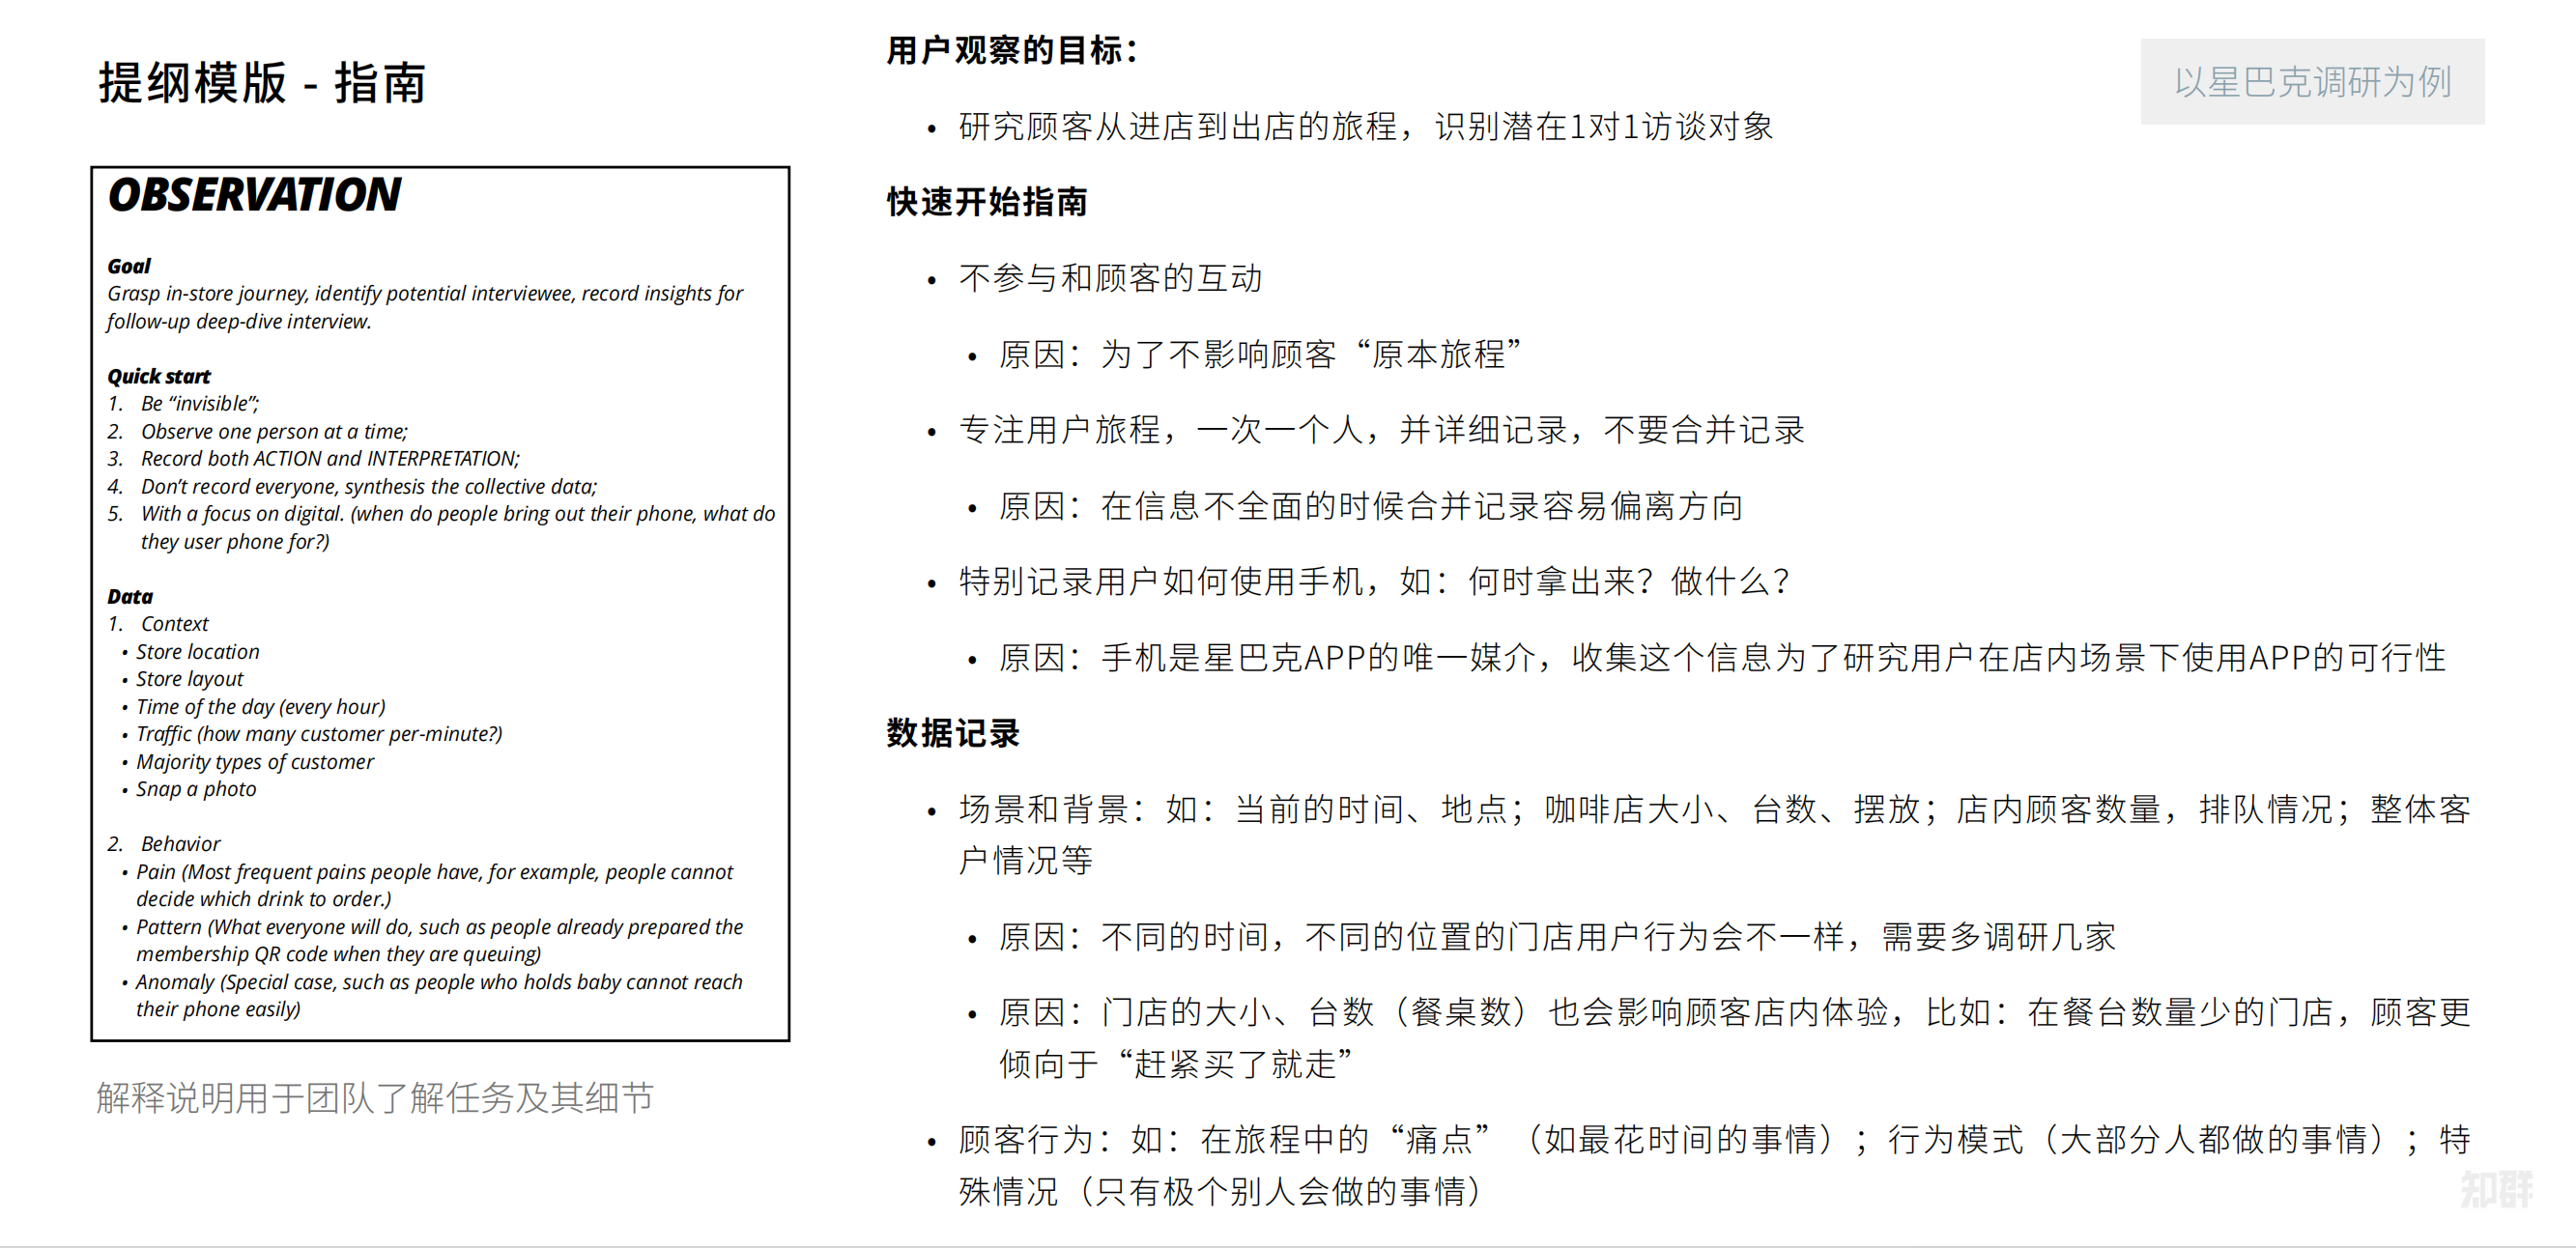 提纲模版 - 指南
OBSERVATION
Goal
Grasp in-store journey, identify potential interviewee, record insights for
follow-up deep-dive interview.
Quick start
1. Be “invisible”;
2. Observe one person at a time;
3. Record both ACTION and INTERPRETATION;
4. Don’t record everyone, synthesis the collective data;
5. With a focus on digital. (when do people bring out their phone, what do
they user phone for?)
Data
1. Context
• Store location
• Store layout
• Time of the day (every hour)
• Traffic (how many customer per-minute?)
• Majority types of customer
• Snap a photo
2. Behavior
• Pain (Most frequent pains people have, for example, people cannot
decide which drink to order.)
• Pattern (What everyone will do, such as people already prepared the
membership QR code when they are queuing)
• Anomaly (Special case, such as people who holds baby cannot reach
their phone easily)
解释说明用于团队了解任务及其细节
用户观察的目标：
• 研究顾客从进店到出店的旅程，识别潜在1对1访谈对象
快速开始指南
• 不参与和顾客的互动
• 原因：为了不影响顾客“原本旅程”
• 专注用户旅程，一次一个人，并详细记录，不要合并记录
• 原因：在信息不全面的时候合并记录容易偏离方向
• 特别记录用户如何使用手机，如：何时拿出来？做什么？
• 原因：手机是星巴克APP的唯一媒介，收集这个信息为了研究用户在店内场景下使用APP的可行性
数据记录
• 场景和背景：如：当前的时间、地点；咖啡店大小、台数、摆放；店内顾客数量，排队情况；整体客
户情况等
• 原因：不同的时间，不同的位置的门店用户行为会不一样，需要多调研几家
• 原因：门店的大小、台数（餐桌数）也会影响顾客店内体验，比如：在餐台数量少的门店，顾客更
倾向于“赶紧买了就走”
• 顾客行为：如：在旅程中的“痛点”（如最花时间的事情）；行为模式（大部分人都做的事情）；特
殊情况（只有极个别人会做的事情）
以星巴克调研为例
知群